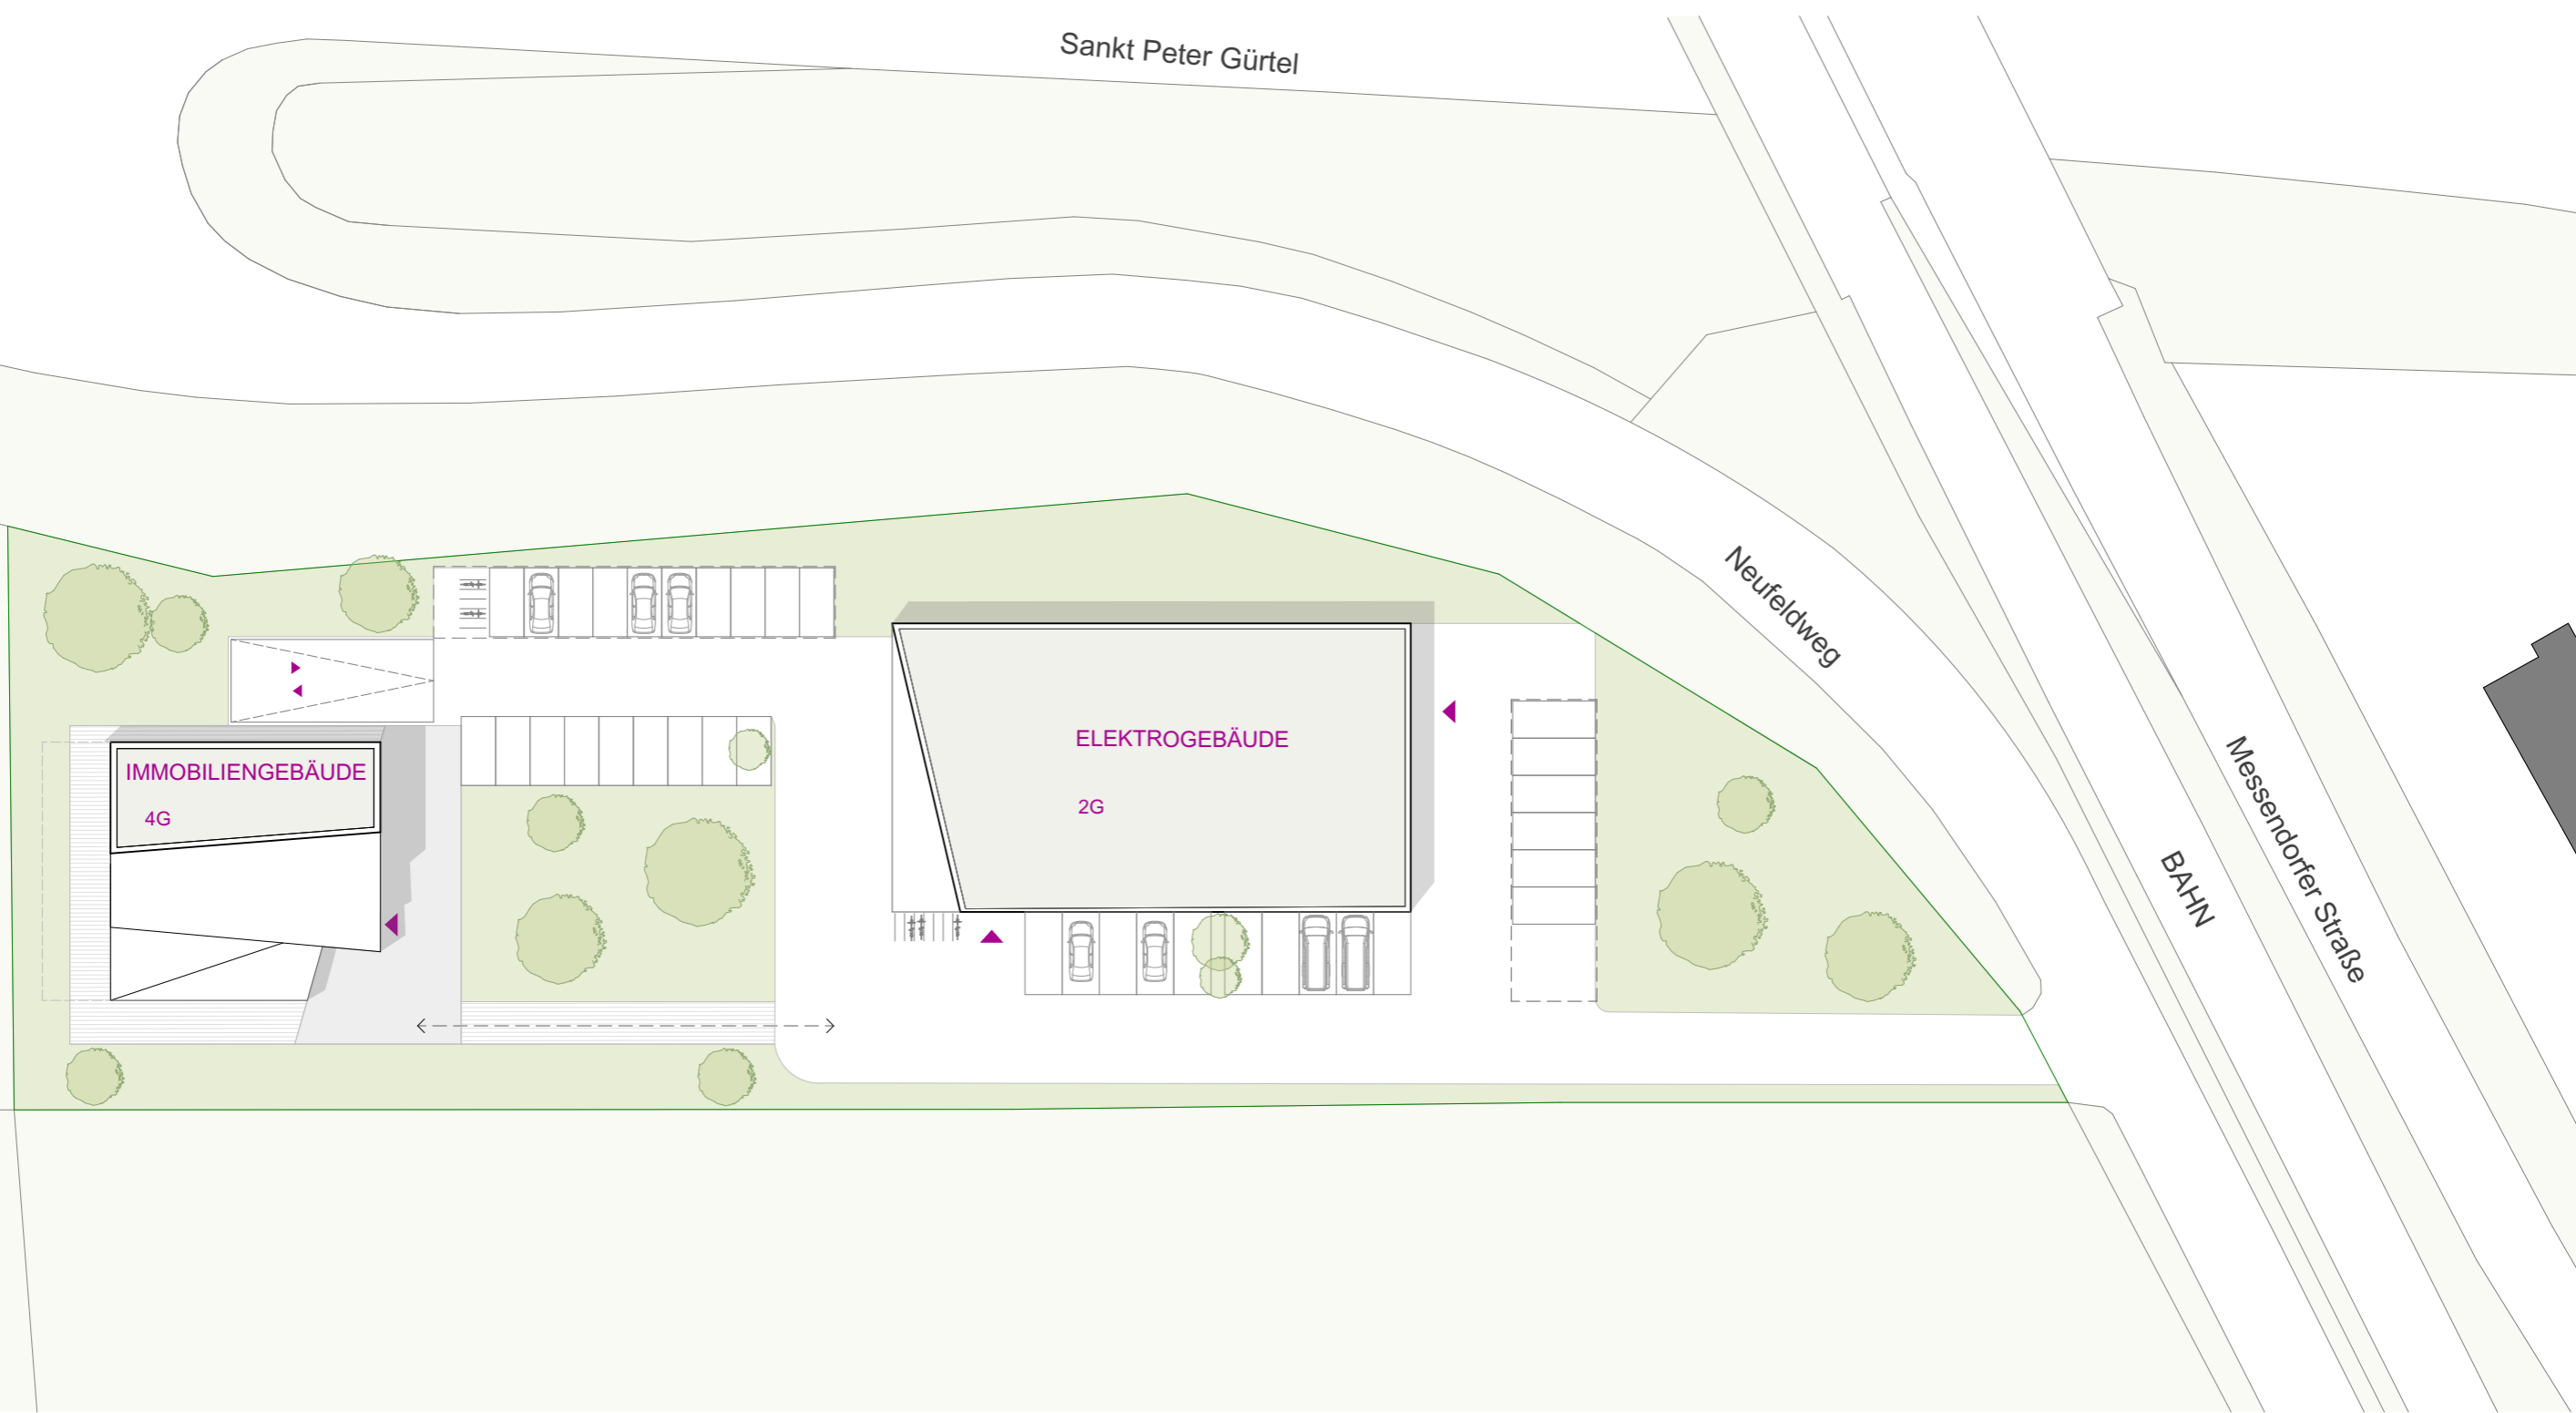 Sankt Peter Gürtel
Neufeldweg
ELEKTROGEBÄUDE
2G
IMMOBILIENGEBÄUDE
4G
Messendorfer Straße
BAHN